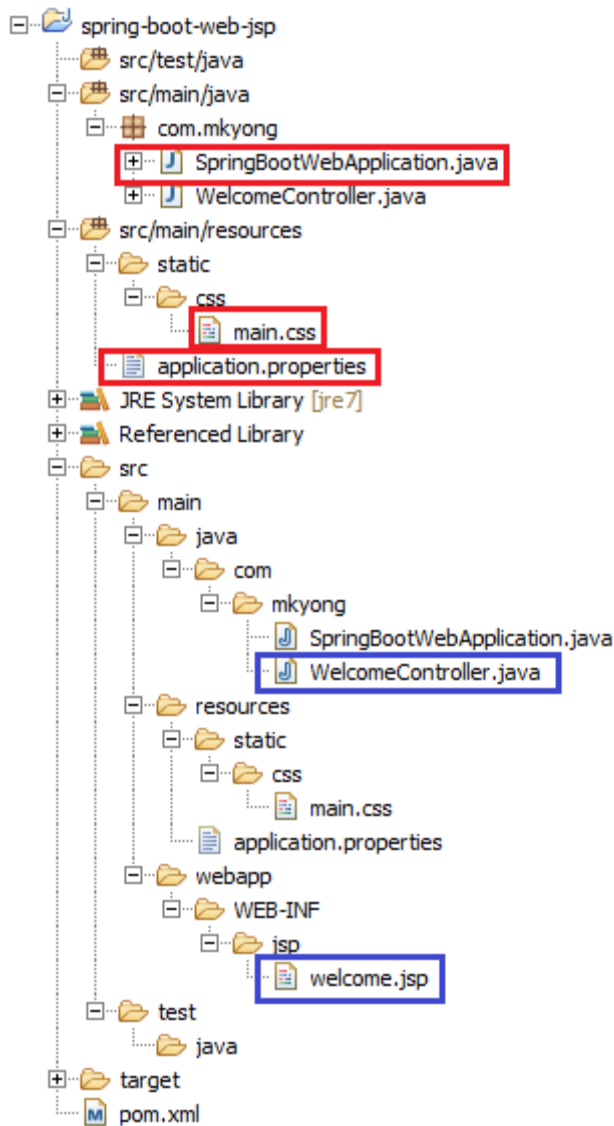 spring-boot-web-jsp
src/test/java
src/main/java
com.mkyong
SpringBootWebApplication.java
WelcomeController.java
src/main/resources
static
css
main.css
application.properties
JRE System Library [jre7]
Referenced Library
src
main
java
com
mkyong
SpringBootWebApplication.java
WelcomeController.java
resources
static
css
main.css
application.properties
webapp
WEB-INF
jsp
welcome.jsp
test
java
target
pom.xml